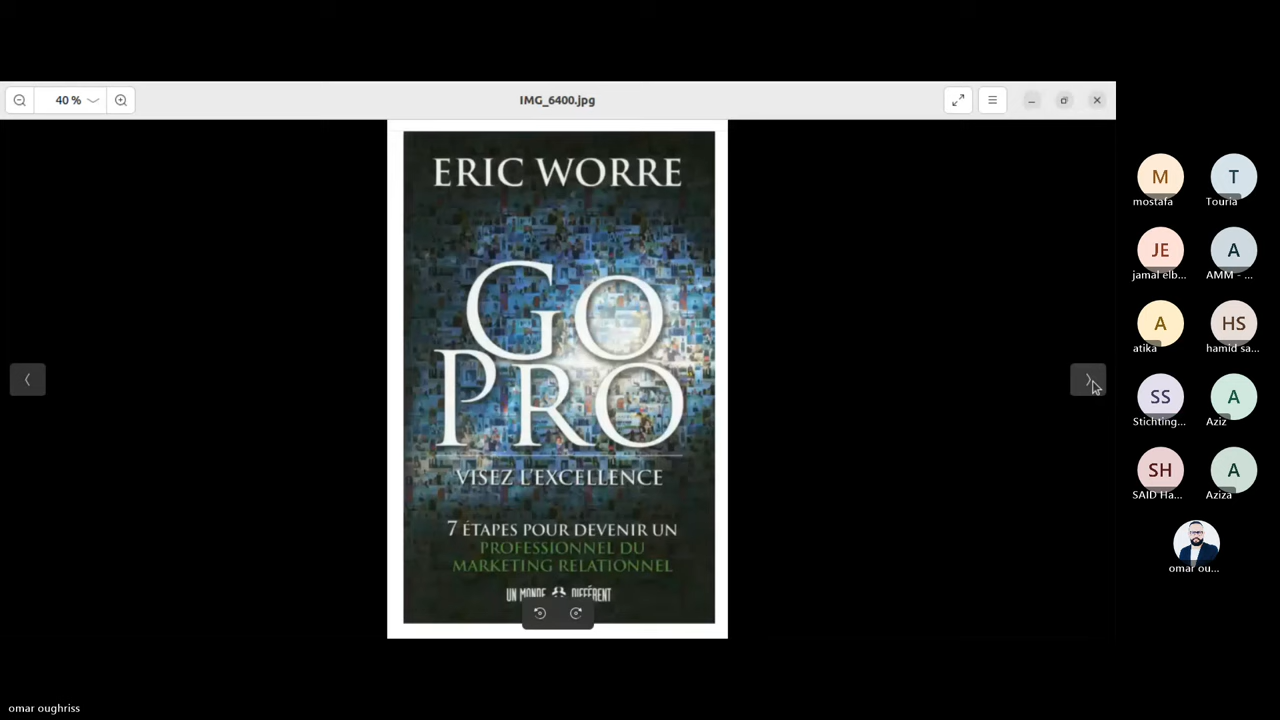 40 %
IMG_6400.jpg
ERIC WORRE
GO
PRO
VISEZ L'EXCELLENCE
7 ÉTAPES POUR DEVENIR UN
PROFESSIONNEL DU
MARKETING RELATIONNEL
UN MONDE DIFFÉRENT
M
mostafa
T
Touria
JE
jamal elb...
A
AMM - ...
A
atika
HS
hamid sa...
SS
Stichting...
A
Aziz
SH
SAID Ha...
A
Aziza
omar ou...
omar oughriss